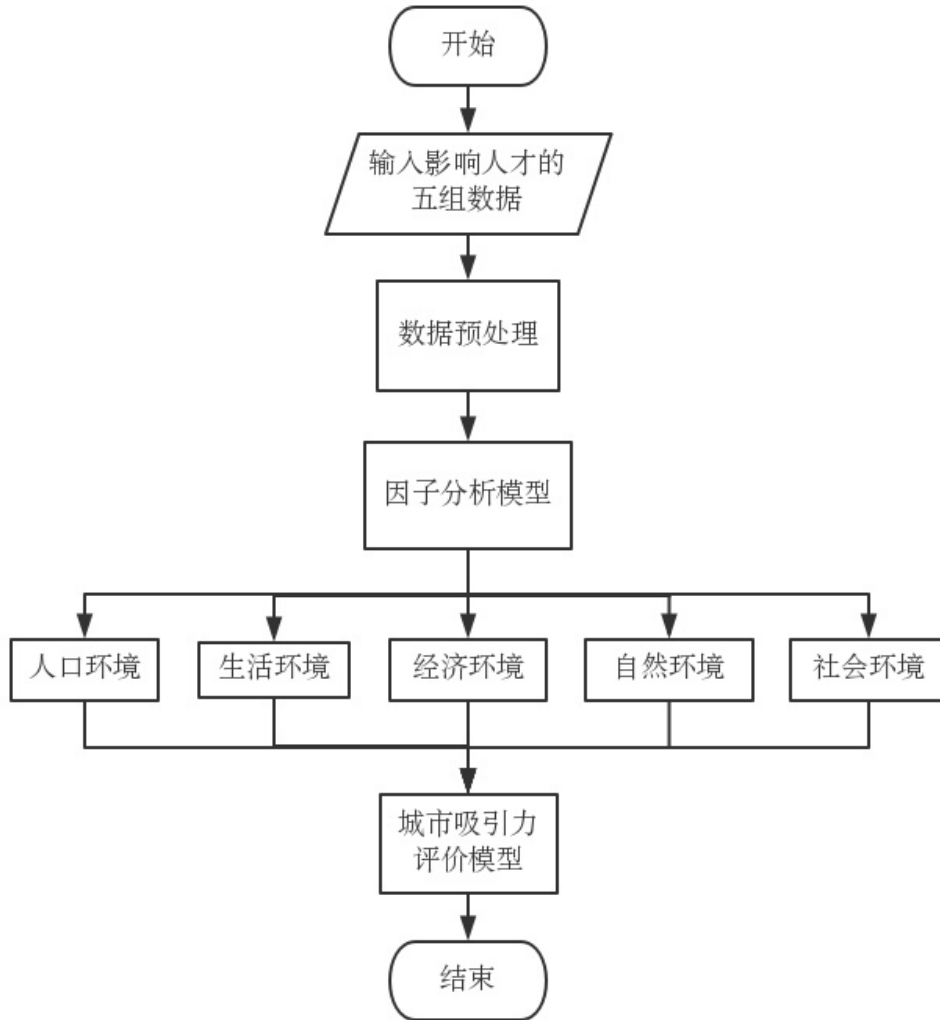 开始
输入影响人才的
五组数据
数据预处理
因子分析模型
人口环境
生活环境
经济环境
自然环境
社会环境
城市吸引力
评价模型
结束